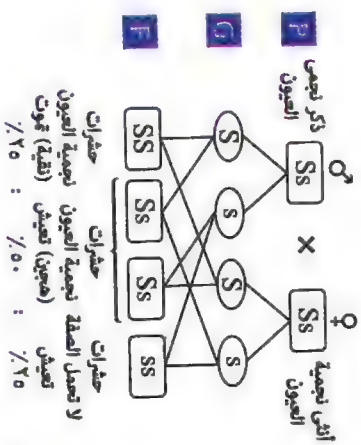 P
ذكر نجمى
العيون
♂
Ss
×
♀
Ss
أنثى نجمية
العيون
G
S s S s
F
SS Ss Ss ss
حشرات حشرات حشرات
نجمية العيون نجمية العيون لا تحمل الصفة
(نقية) تموت (هجين) تعيش تعيش
٢٥٪ : ٥٠٪ : ٢٥٪